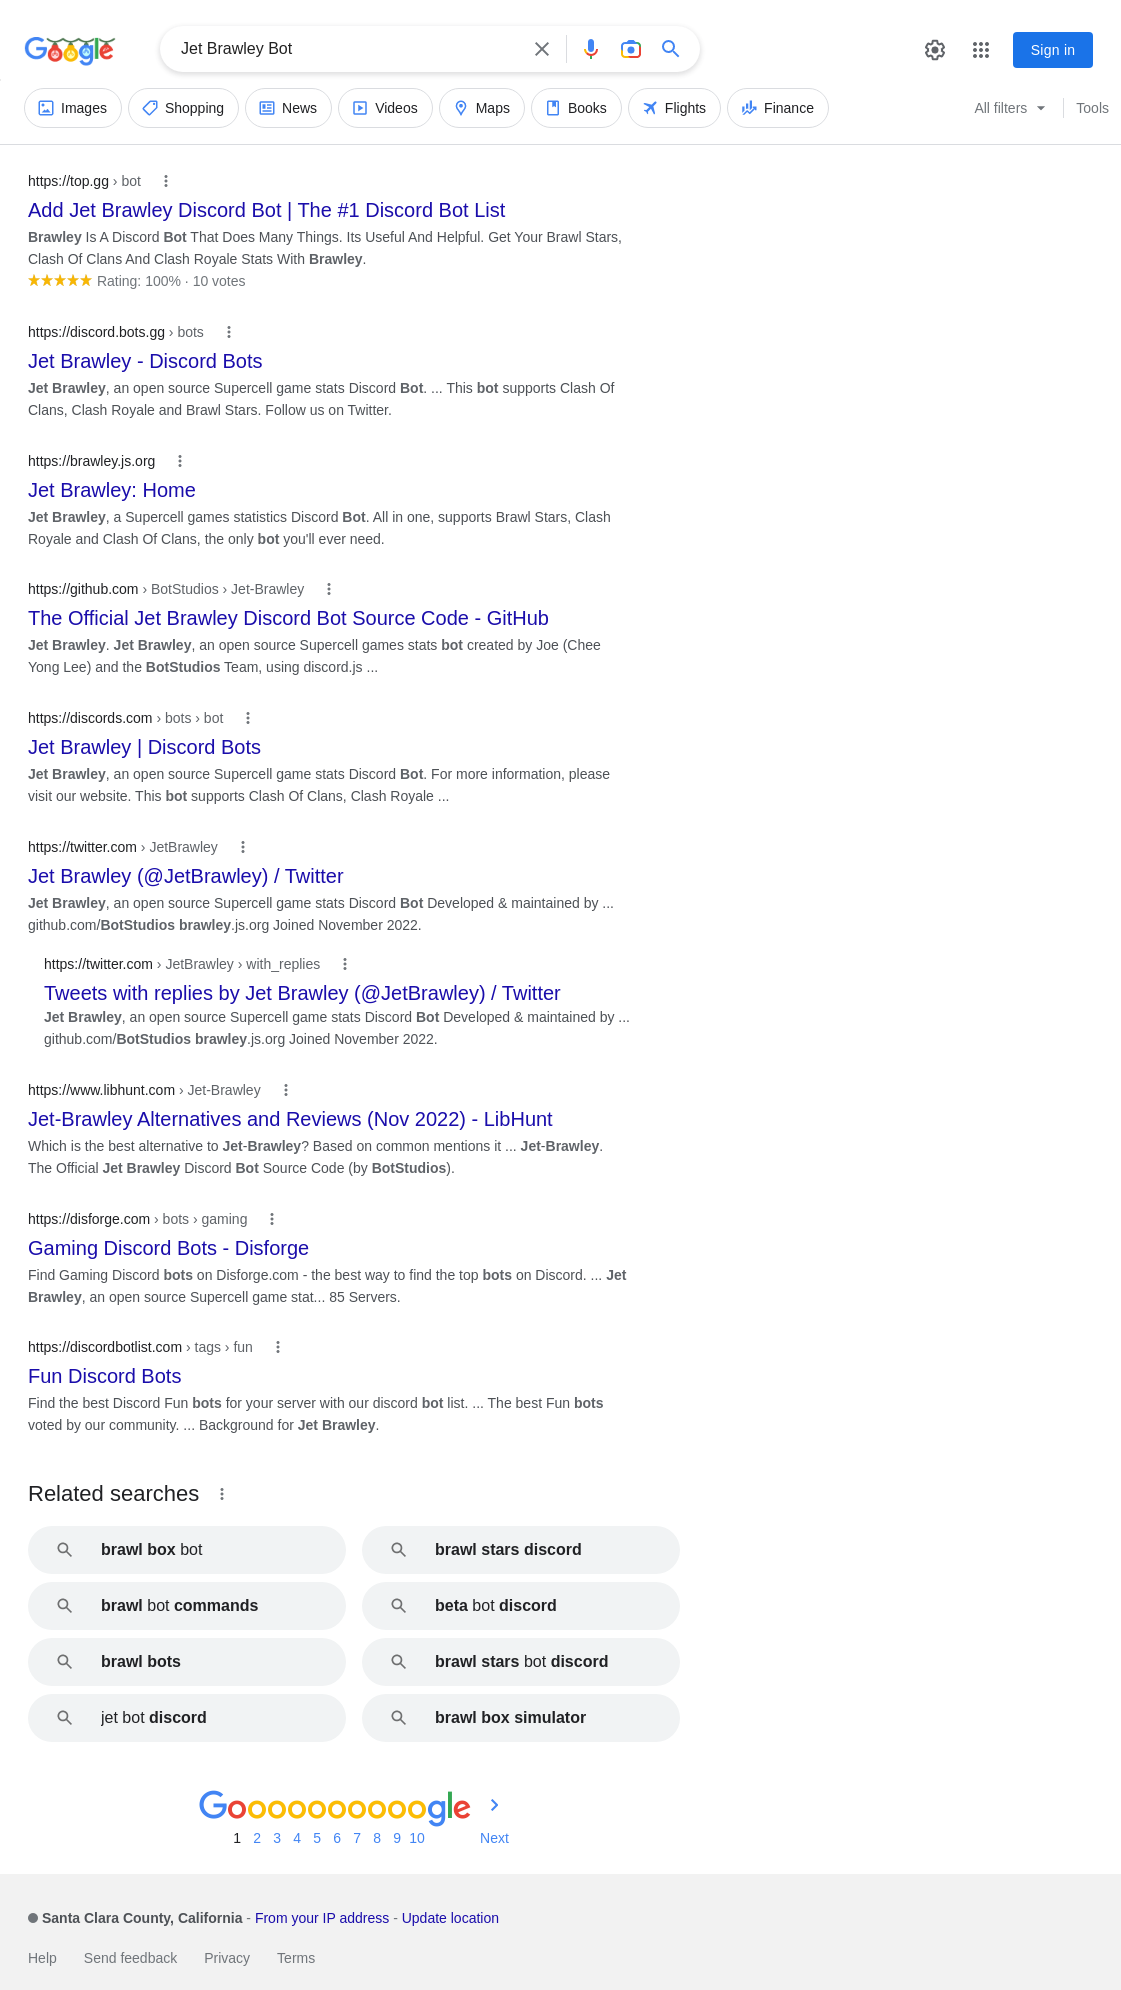 Google
Jet Brawley Bot
Sign in
Images
Shopping
News
Videos
Maps
Books
Flights
Finance
All filters
Tools
https://top.gg › bot
Add Jet Brawley Discord Bot | The #1 Discord Bot List
Brawley Is A Discord Bot That Does Many Things. Its Useful And Helpful. Get Your Brawl Stars,
Clash Of Clans And Clash Royale Stats With Brawley.
Rating: 100% · 10 votes
https://discord.bots.gg › bots
Jet Brawley - Discord Bots
Jet Brawley, an open source Supercell game stats Discord Bot. ... This bot supports Clash Of
Clans, Clash Royale and Brawl Stars. Follow us on Twitter.
https://brawley.js.org
Jet Brawley: Home
Jet Brawley, a Supercell games statistics Discord Bot. All in one, supports Brawl Stars, Clash
Royale and Clash Of Clans, the only bot you'll ever need.
https://github.com › BotStudios › Jet-Brawley
The Official Jet Brawley Discord Bot Source Code - GitHub
Jet Brawley. Jet Brawley, an open source Supercell games stats bot created by Joe (Chee
Yong Lee) and the BotStudios Team, using discord.js ...
https://discords.com › bots › bot
Jet Brawley | Discord Bots
Jet Brawley, an open source Supercell game stats Discord Bot. For more information, please
visit our website. This bot supports Clash Of Clans, Clash Royale ...
https://twitter.com › JetBrawley
Jet Brawley (@JetBrawley) / Twitter
Jet Brawley, an open source Supercell game stats Discord Bot Developed & maintained by ...
github.com/BotStudios brawley.js.org Joined November 2022.
https://twitter.com › JetBrawley › with_replies
Tweets with replies by Jet Brawley (@JetBrawley) / Twitter
Jet Brawley, an open source Supercell game stats Discord Bot Developed & maintained by ...
github.com/BotStudios brawley.js.org Joined November 2022.
https://www.libhunt.com › Jet-Brawley
Jet-Brawley Alternatives and Reviews (Nov 2022) - LibHunt
Which is the best alternative to Jet-Brawley? Based on common mentions it ... Jet-Brawley.
The Official Jet Brawley Discord Bot Source Code (by BotStudios).
https://disforge.com › bots › gaming
Gaming Discord Bots - Disforge
Find Gaming Discord bots on Disforge.com - the best way to find the top bots on Discord. ... Jet
Brawley, an open source Supercell game stat... 85 Servers.
https://discordbotlist.com › tags › fun
Fun Discord Bots
Find the best Discord Fun bots for your server with our discord bot list. ... The best Fun bots
voted by our community. ... Background for Jet Brawley.
Related searches
brawl box bot
brawl stars discord
brawl bot commands
beta bot discord
brawl bots
brawl stars bot discord
jet bot discord
brawl box simulator
Goooooooooogle
1 2 3 4 5 6 7 8 9 10 Next
Santa Clara County, California - From your IP address - Update location
Help Send feedback Privacy Terms